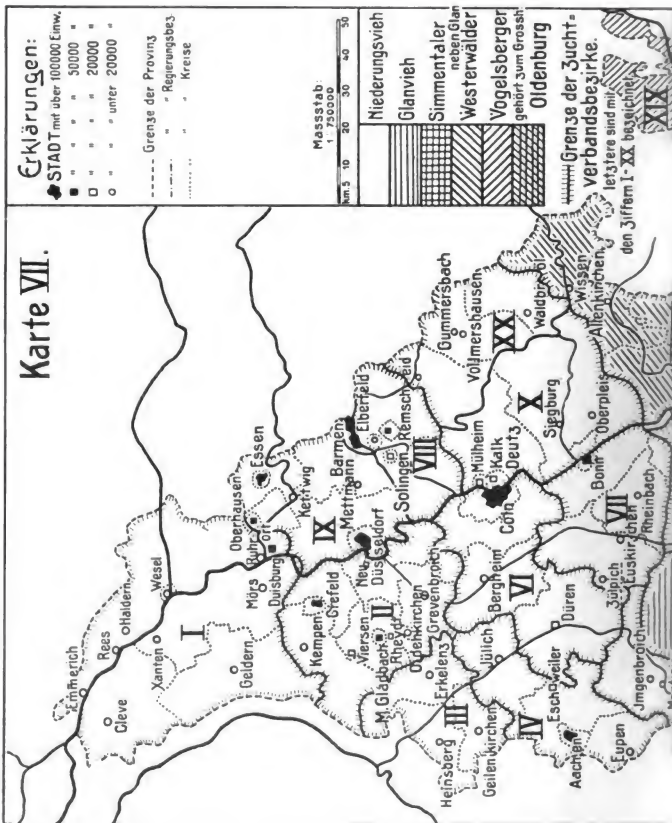 Karte VII.
Erklärungen:
STADT mit über 100000 Einw.
" " " 50000 "
" " " 20000 "
" " unter 20000 "
Grenze der Provinz
" " Regierungsbez.
" " Kreise
Massstab:
1:750000
km. 5 10 20 30 40 50
Niederungsvieh
Glanvieh
Simmentaler
neben Glan
Westerwälder
Vogelsberger
gehört zum Grossh
Oldenburg
Grenze der Zucht=
verbandsbezirke.
letztere sind mit
den Ziffern I-XX bezeichnet
Emmerich
Cleve
Rees
Haldern
Xanten
Wesel
I
Geldern
Mörs
Oberhausen
Ruhrort
Duisburg
Essen
Kettwig
IX
Kempen
Crefeld
Mettmann
Barmen
Elberfeld
Viersen
II
Düsseldorf
Solingen
Remscheid
VIII
M.Gladbach
Rheydt
Odenkirchen
Grevenbroich
Erkelenz
III
Heinsberg
Geilenkirchen
Jülich
Bergheim
VI
Cöln
Mülheim
Kalk
Deutz
Gummersbach
Vollmershausen
XX
Waldbröl
X
Siegburg
Wissen
Altenkirchen
XIX
IV
Eschweiler
Aachen
Düren
Eupen
Bonn
Oberpleis
VII
Zülpich
Euskirchen
Rheinbach
Jmgenbroich